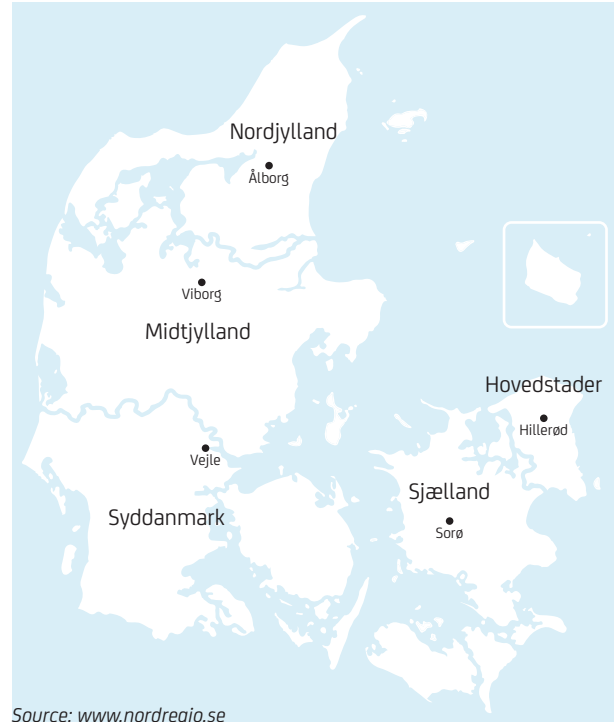 Nordjylland
Ålborg
Viborg
Midtjylland
Hovedstader
Hillerød
Vejle
Sjælland
Syddanmark
Sorø
Source: www.nordregio.se